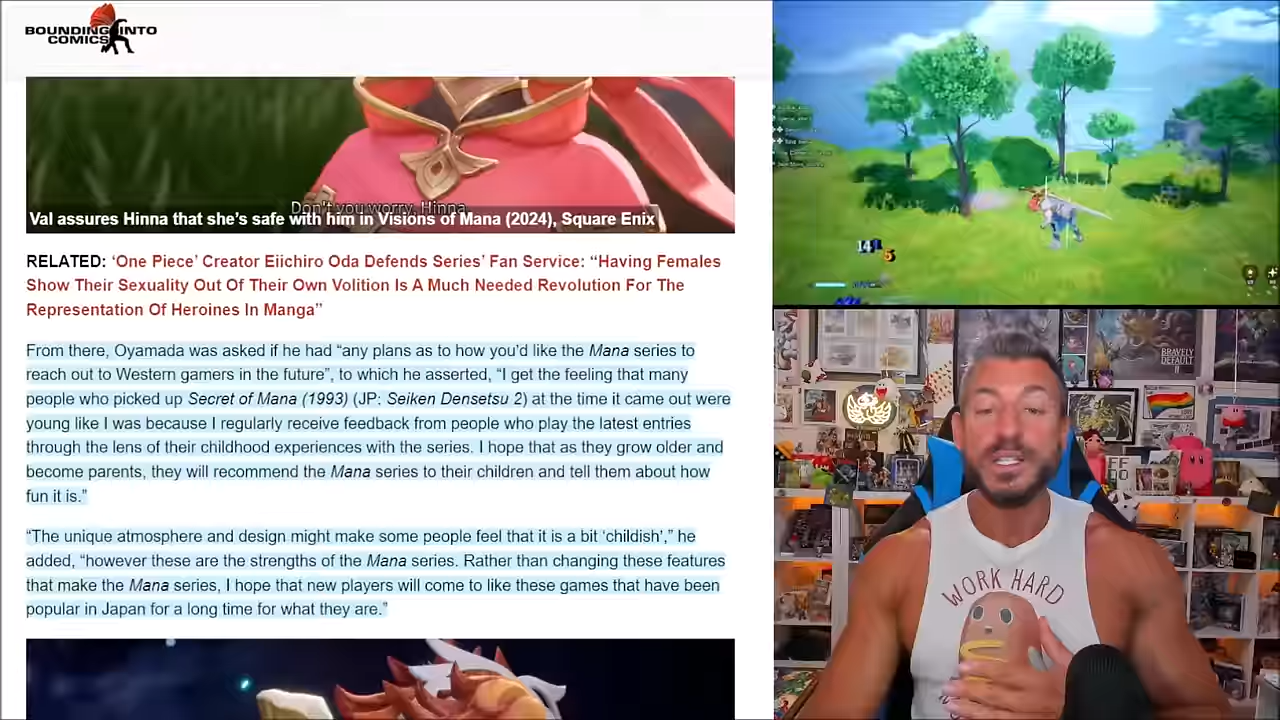 BOUNDING INTO
COMICS
Don't you worry, Hinna
Val assures Hinna that she's safe with him in Visions of Mana (2024), Square Enix
RELATED: ‘One Piece’ Creator Eiichiro Oda Defends Series’ Fan Service: “Having Females
Show Their Sexuality Out Of Their Own Volition Is A Much Needed Revolution For The
Representation Of Heroines In Manga”
From there, Oyamada was asked if he had “any plans as to how you’d like the Mana series to
reach out to Western gamers in the future”, to which he asserted, “I get the feeling that many
people who picked up Secret of Mana (1993) (JP: Seiken Densetsu 2) at the time it came out were
young like I was because I regularly receive feedback from people who play the latest entries
through the lens of their childhood experiences with the series. I hope that as they grow older and
become parents, they will recommend the Mana series to their children and tell them about how
fun it is.”
“The unique atmosphere and design might make some people feel that it is a bit ‘childish’,” he
added, “however these are the strengths of the Mana series. Rather than changing these features
that make the Mana series, I hope that new players will come to like these games that have been
popular in Japan for a long time for what they are.”
14
5
BRAVELY
DEFAULT
II
WORK HARD